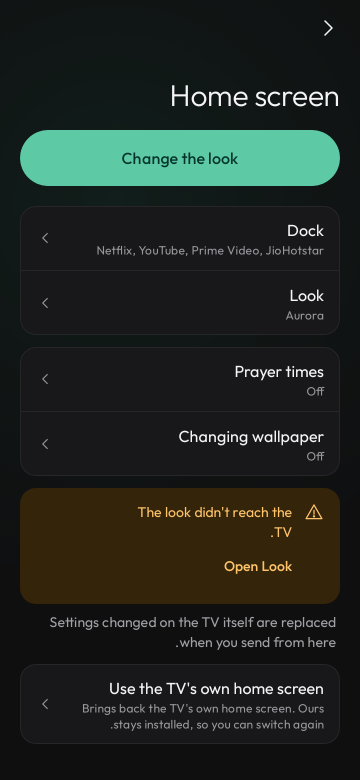 Home screen
Change the look
Dock
Netflix, YouTube, Prime Video, JioHotstar
Look
Aurora
Prayer times
Off
Changing wallpaper
Off
The look didn't reach the
TV.
Open Look
Settings changed on the TV itself are replaced
when you send from here.
Use the TV's own home screen
Brings back the TV's own home screen. Ours
stays installed, so you can switch again.